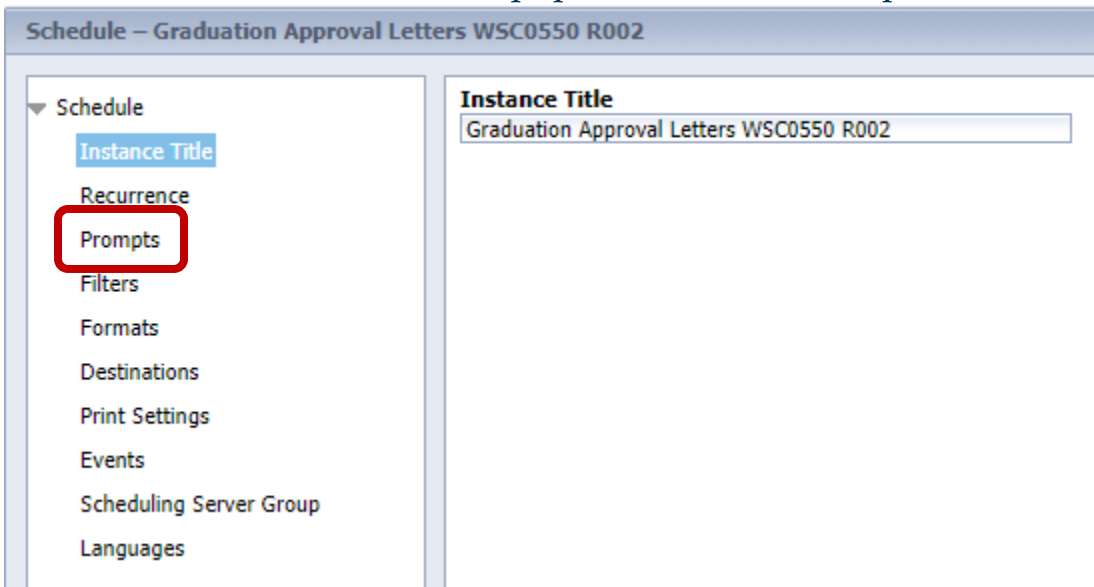 Schedule – Graduation Approval Letters WSC0550 R002
Schedule
Instance Title
Recurrence
Prompts
Filters
Formats
Destinations
Print Settings
Events
Scheduling Server Group
Languages
Instance Title
Graduation Approval Letters WSC0550 R002